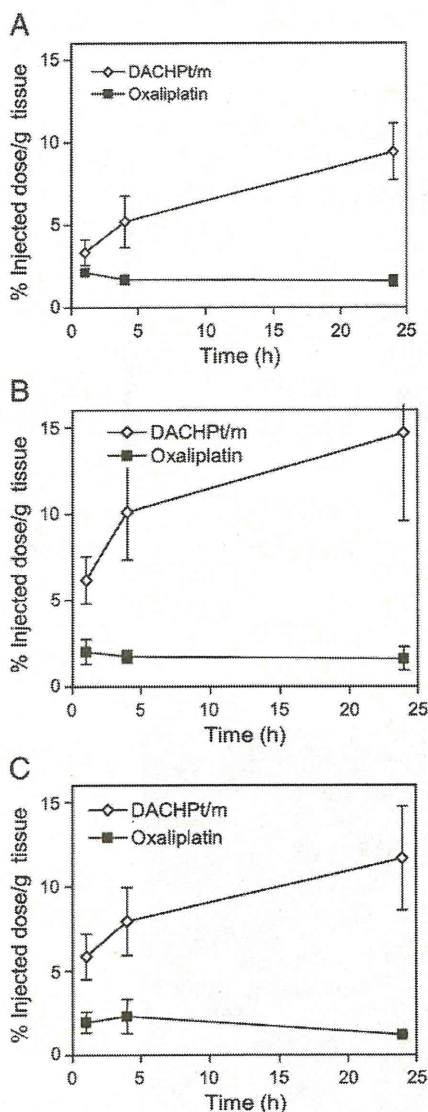 A
15
DACHPt/m
Oxaliplatin
10
5
0
% Injected dose/g tissue
0 5 10 15 20 25
Time (h)
B
15
DACHPt/m
Oxaliplatin
10
5
0
% Injected dose/g tissue
0 5 10 15 20 25
Time (h)
C
15
DACHPt/m
Oxaliplatin
10
5
0
% Injected dose/g tissue
0 5 10 15 20 25
Time (h)